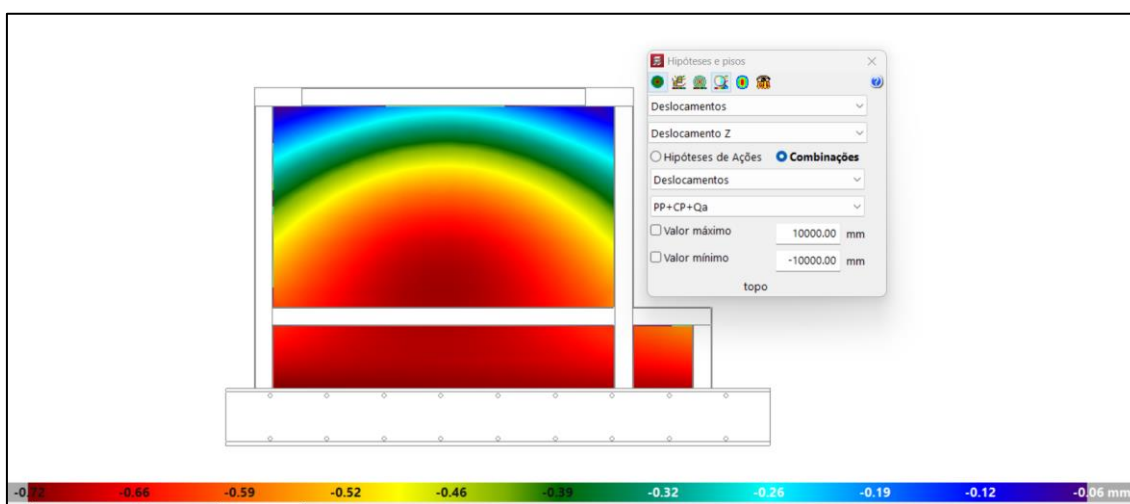 Hipóteses e pisos
Deslocamentos
Deslocamento Z
Hipóteses de Ações Combinações
Deslocamentos
PP+CP+Qa
Valor máximo 10000.00 mm
Valor mínimo -10000.00 mm
topo
-0.72 -0.66 -0.59 -0.52 -0.46 -0.39 -0.32 -0.26 -0.19 -0.12 -0.06 mm